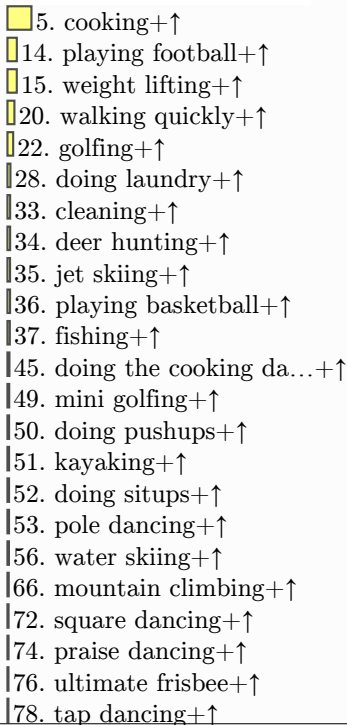 5. cooking+↑
14. playing football+↑
15. weight lifting+↑
20. walking quickly+↑
22. golfing+↑
28. doing laundry+↑
33. cleaning+↑
34. deer hunting+↑
35. jet skiing+↑
36. playing basketball+↑
37. fishing+↑
45. doing the cooking da...+↑
49. mini golfing+↑
50. doing pushups+↑
51. kayaking+↑
52. doing situps+↑
53. pole dancing+↑
56. water skiing+↑
66. mountain climbing+↑
72. square dancing+↑
74. praise dancing+↑
76. ultimate frisbee+↑
78. tap dancing+↑